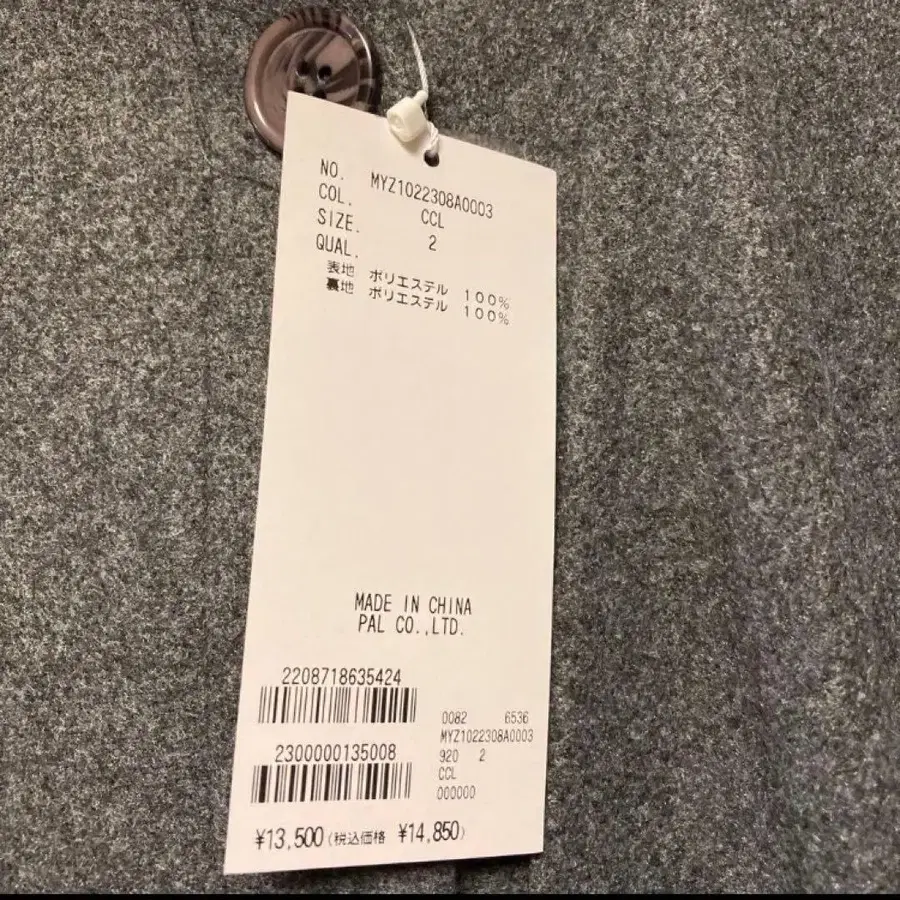 NO. MYZ1022308A0003
COL. CCL
SIZE. 2
QUAL.
表地 ポリエステル 100%
裏地 ポリエステル 100%
MADE IN CHINA
PAL CO.,LTD.
2208718635424
0082 6536
MYZ1022308A0003
920 2
CCL
000000
2300000135008
¥13,500(税込価格 ¥14,850)